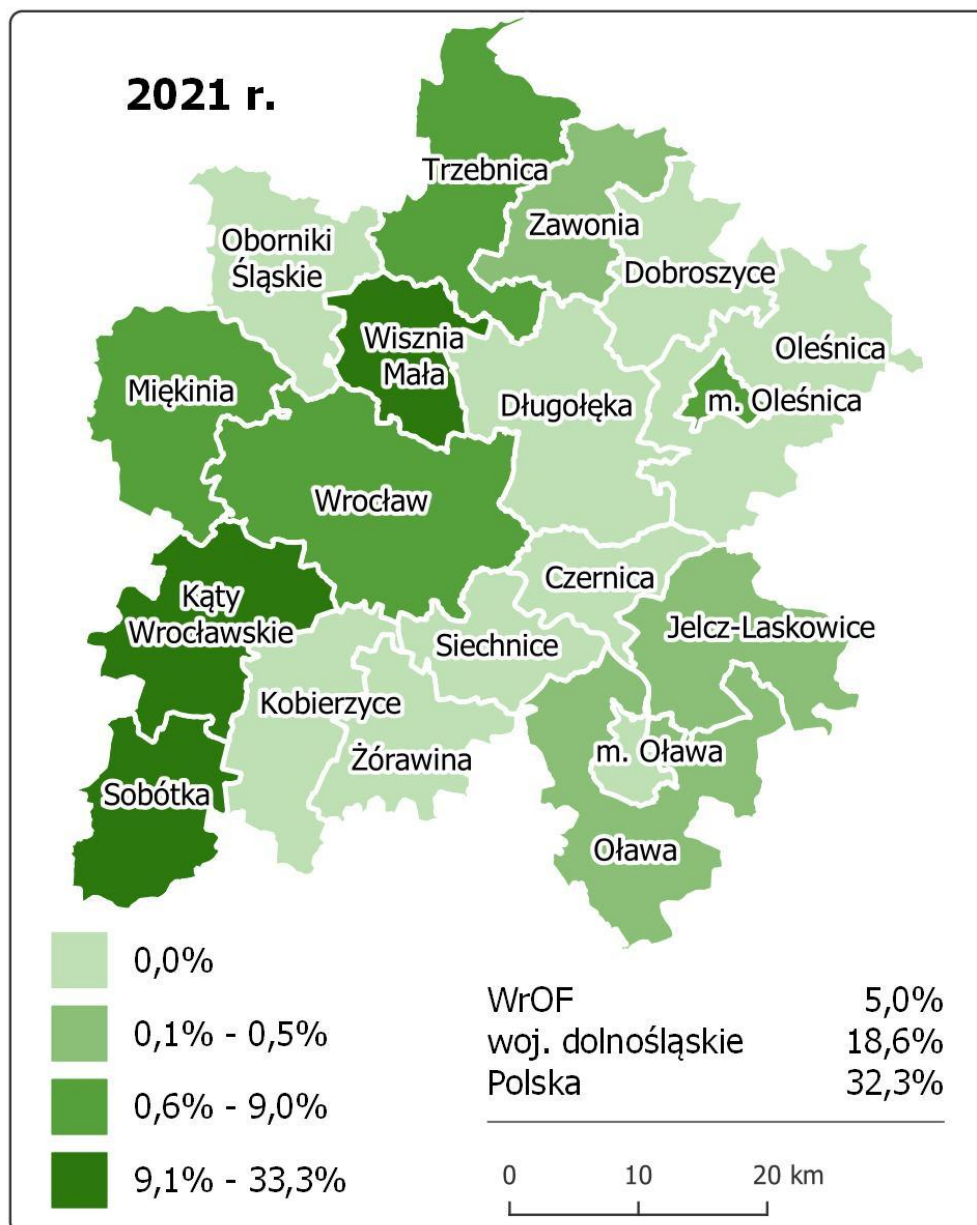 2021 r.
Trzebnica
Zawonia
Oborniki
Śląskie
Dobroszyce
Wisznia
Mała
Oleśnica
Miękinia
m. Oleśnica
Długołęka
Wrocław
Czernica
Kąty
Wrocławskie
Jelcz-Laskowice
Siechnice
Kobierzyce
m. Oława
Żórawina
Sobótka
Oława
0,0%
0,1% - 0,5%
0,6% - 9,0%
9,1% - 33,3%
WrOF 5,0%
woj. dolnośląskie 18,6%
Polska 32,3%
0 10 20 km